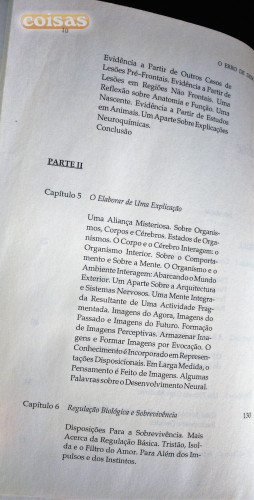 coisas
10
O ERRO DE
Evidência a Partir de Outros Casos de
Lesões Pré-Frontais. Evidência a Partir de
Lesões em Regiões Não Frontais. Uma
Reflexão sobre Anatomia e Função. Uma
Nascente. Evidência a Partir de Estudos
em Animais. Um Aparte Sobre Explicações
Neuroquímicas.
Conclusão
PARTE II
Capítulo 5 O Elaborar de Uma Explicação
Uma Aliança Misteriosa. Sobre Organis-
mos, Corpos e Cérebros. Estados de Orga-
nismos. O Corpo e o Cérebro Interagem: o
Organismo Interior. Sobre o Comporta-
mento e Sobre a Mente. O Organismo e o
Ambiente Interagem: Abarcando o Mundo
Exterior. Um Aparte Sobre a Arquitectura
e Sistemas Nervosos. Uma Mente Integra-
da Resultante de Uma Actividade Frag-
mentada. Imagens do Agora, Imagens do
Passado e Imagens do Futuro. Formação
de Imagens Perceptivas. Armazenar Ima-
gens e Formar Imagens por Evocação. O
Conhecimento é Incorporado em Represen-
tações Disposicionais. Em Larga Medida, o
Pensamento é Feito de Imagens. Algumas
Palavras sobre o Desenvolvimento Neural.
Capítulo 6 Regulação Biológica e Sobrevivência 130
Disposições Para a Sobrevivência. Mais
Acerca da Regulação Básica. Tristão, Isol-
da e o Filtro do Amor. Para Além dos Im-
pulsos e dos Instintos.